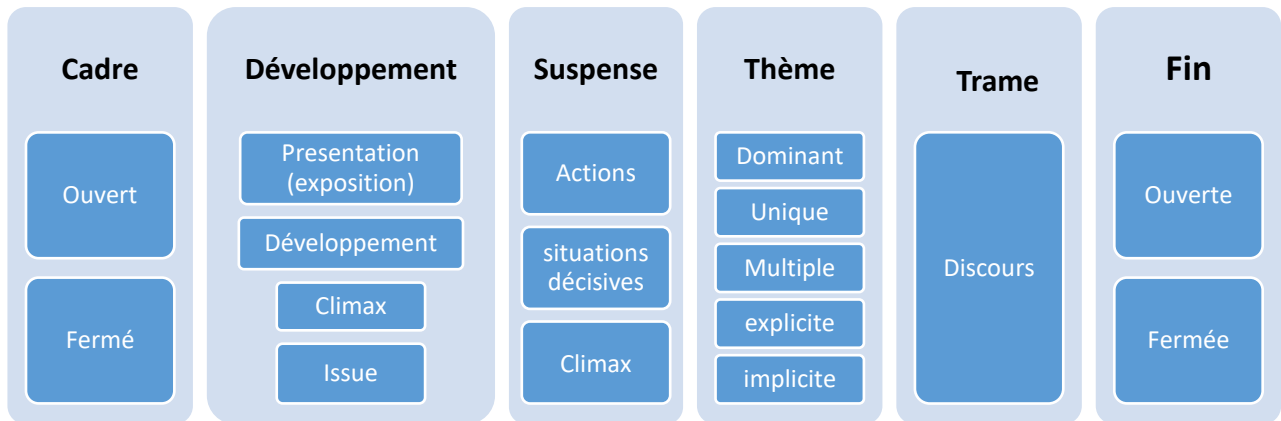 Cadre
Ouvert
Fermé
Développement
Presentation
(exposition)
Développement
Climax
Issue
Suspense
Actions
situations
décisives
Climax
Thème
Dominant
Unique
Multiple
explicite
implicite
Trame
Discours
Fin
Ouverte
Fermée